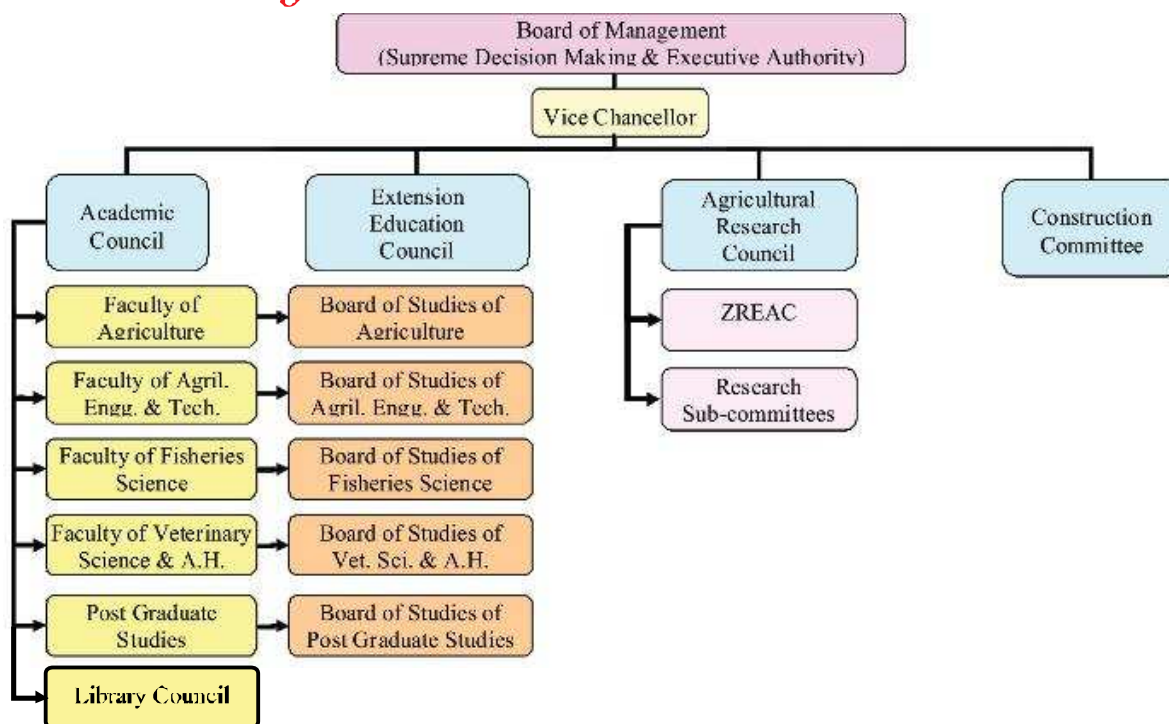 Board of Management
(Supreme Decision Making & Executive Authority)
Vice Chancellor
Academic
Council
Extension
Education
Council
Agricultural
Research
Council
Construction
Committee
Faculty of
Agriculture
Board of Studies of
Agriculture
ZREAC
Faculty of Agril.
Engg. & Tech.
Board of Studies of
Agril. Engg. & Tech.
Research
Sub-committees
Faculty of Fisheries
Science
Board of Studies of
Fisheries Science
Faculty of Veterinary
Science & A.H.
Board of Studies of
Vet. Sci. & A.H.
Post Graduate
Studies
Board of Studies of
Post Graduate Studies
Library Council